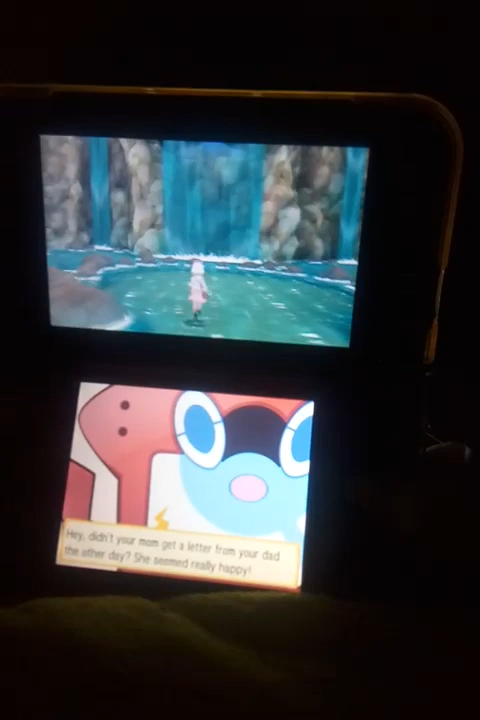 Hey, didn't your mom get a letter from your dad
the other day? She seemed really happy!